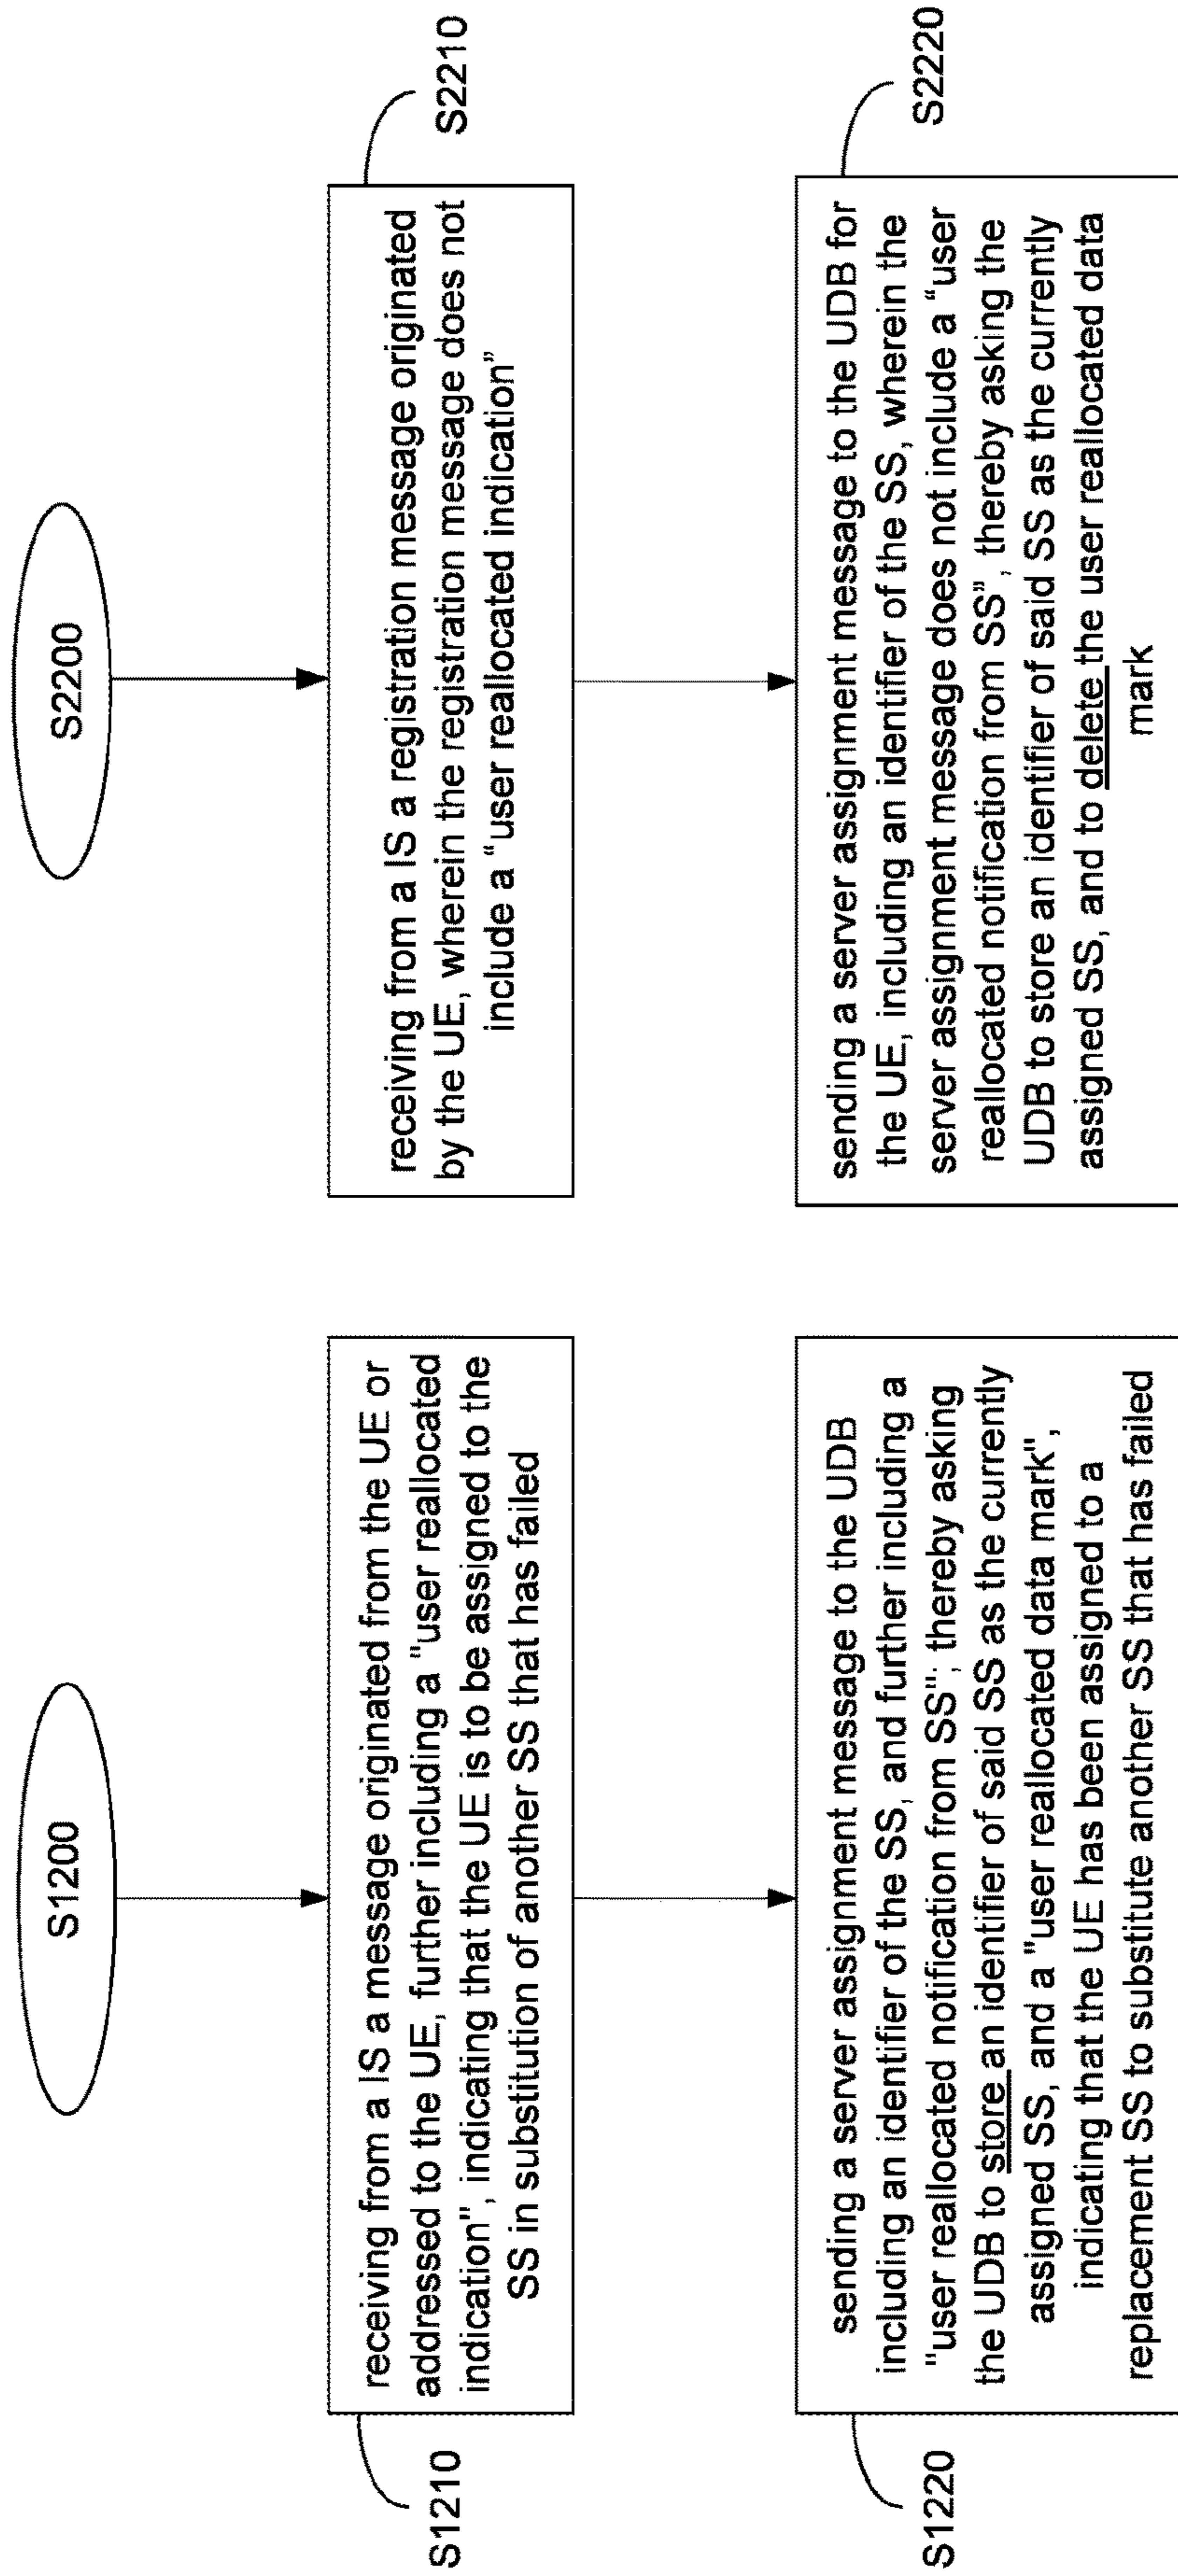 S1200
S1210
receiving from a IS a message originated from the UE or
addressed to the UE, further including a "user reallocated
indication", indicating that the UE is to be assigned to the
SS in substitution of another SS that has failed
S1220
sending a server assignment message to the UDB
including an identifier of the SS, and further including a
"user reallocated notification from SS"; thereby asking
the UDB to store an identifier of said SS as the currently
assigned SS, and a "user reallocated data mark",
indicating that the UE has been assigned to a
replacement SS to substitute another SS that has failed
S2200
S2210
receiving from a IS a registration message originated
by the UE, wherein the registration message does not
include a “user reallocated indication”
S2220
sending a server assignment message to the UDB for
the UE, including an identifier of the SS, wherein the
server assignment message does not include a “user
reallocated notification from SS”, thereby asking the
UDB to store an identifier of said SS as the currently
assigned SS, and to delete the user reallocated data
mark